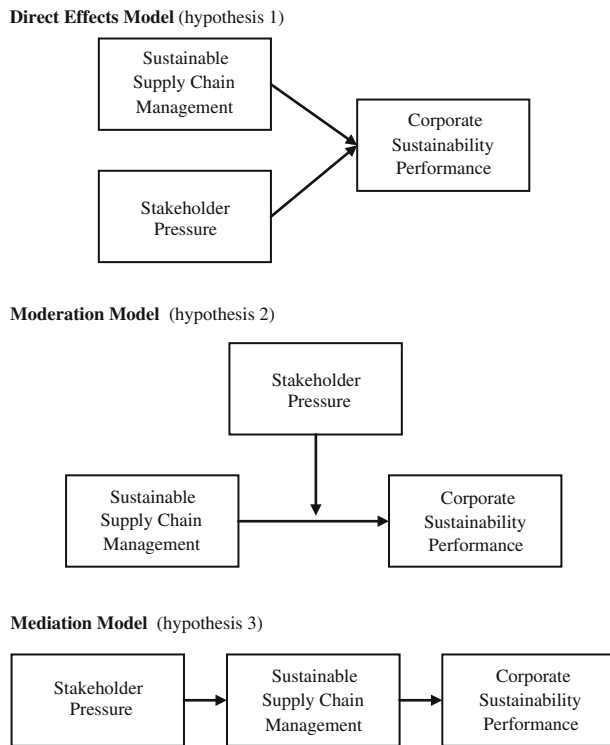 Direct Effects Model (hypothesis 1)
Sustainable
Supply Chain
Management
Corporate
Sustainability
Performance
Stakeholder
Pressure
Moderation Model (hypothesis 2)
Stakeholder
Pressure
Sustainable
Supply Chain
Management
Corporate
Sustainability
Performance
Mediation Model (hypothesis 3)
Stakeholder
Pressure
Sustainable
Supply Chain
Management
Corporate
Sustainability
Performance